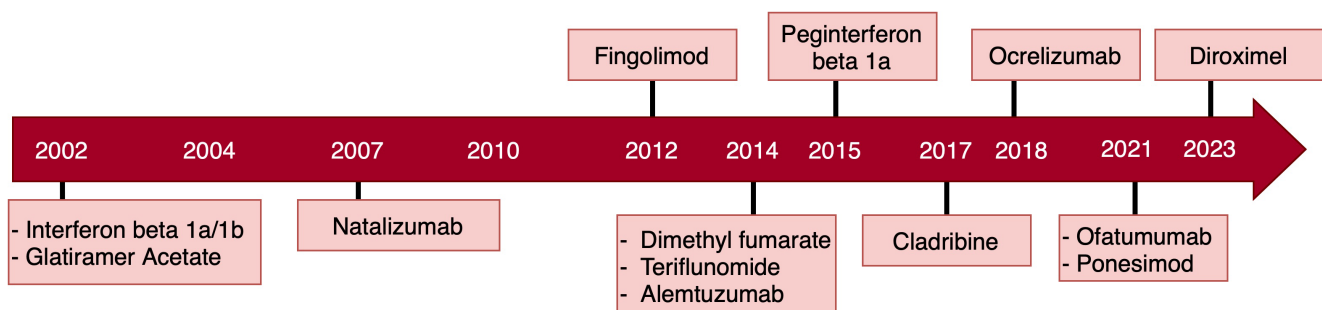 Fingolimod
Peginterferon
beta 1a
Ocrelizumab
Diroximel
2002 2004 2007 2010 2012 2014 2015 2017 2018 2021 2023
- Interferon beta 1a/1b
- Glatiramer Acetate
Natalizumab
- Dimethyl fumarate
- Teriflunomide
- Alemtuzumab
Cladribine
- Ofatumumab
- Ponesimod